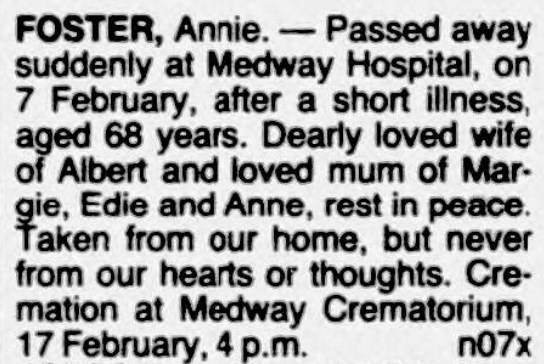 FOSTER, Annie. — Passed away
suddenly at Medway Hospital, on
7 February, after a short illness,
aged 68 years. Dearly loved wife
of Albert and loved mum of Mar-
gie, Edie and Anne, rest in peace.
Taken from our home, but never
from our hearts or thoughts. Cre-
mation at Medway Crematorium,
17 February, 4 p.m. n07x